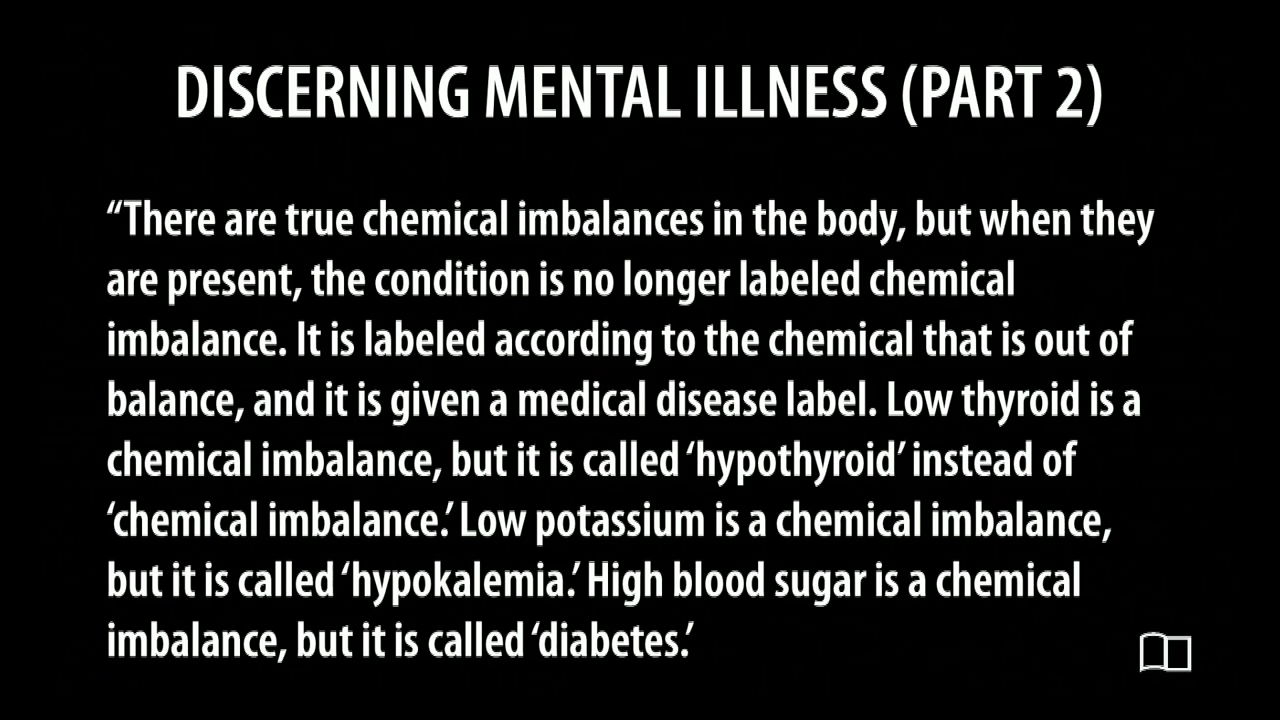 DISCERNING MENTAL ILLNESS (PART 2)
“There are true chemical imbalances in the body, but when they
are present, the condition is no longer labeled chemical
imbalance. It is labeled according to the chemical that is out of
balance, and it is given a medical disease label. Low thyroid is a
chemical imbalance, but it is called ‘hypothyroid’ instead of
‘chemical imbalance.’ Low potassium is a chemical imbalance,
but it is called ‘hypokalemia.’ High blood sugar is a chemical
imbalance, but it is called ‘diabetes.’